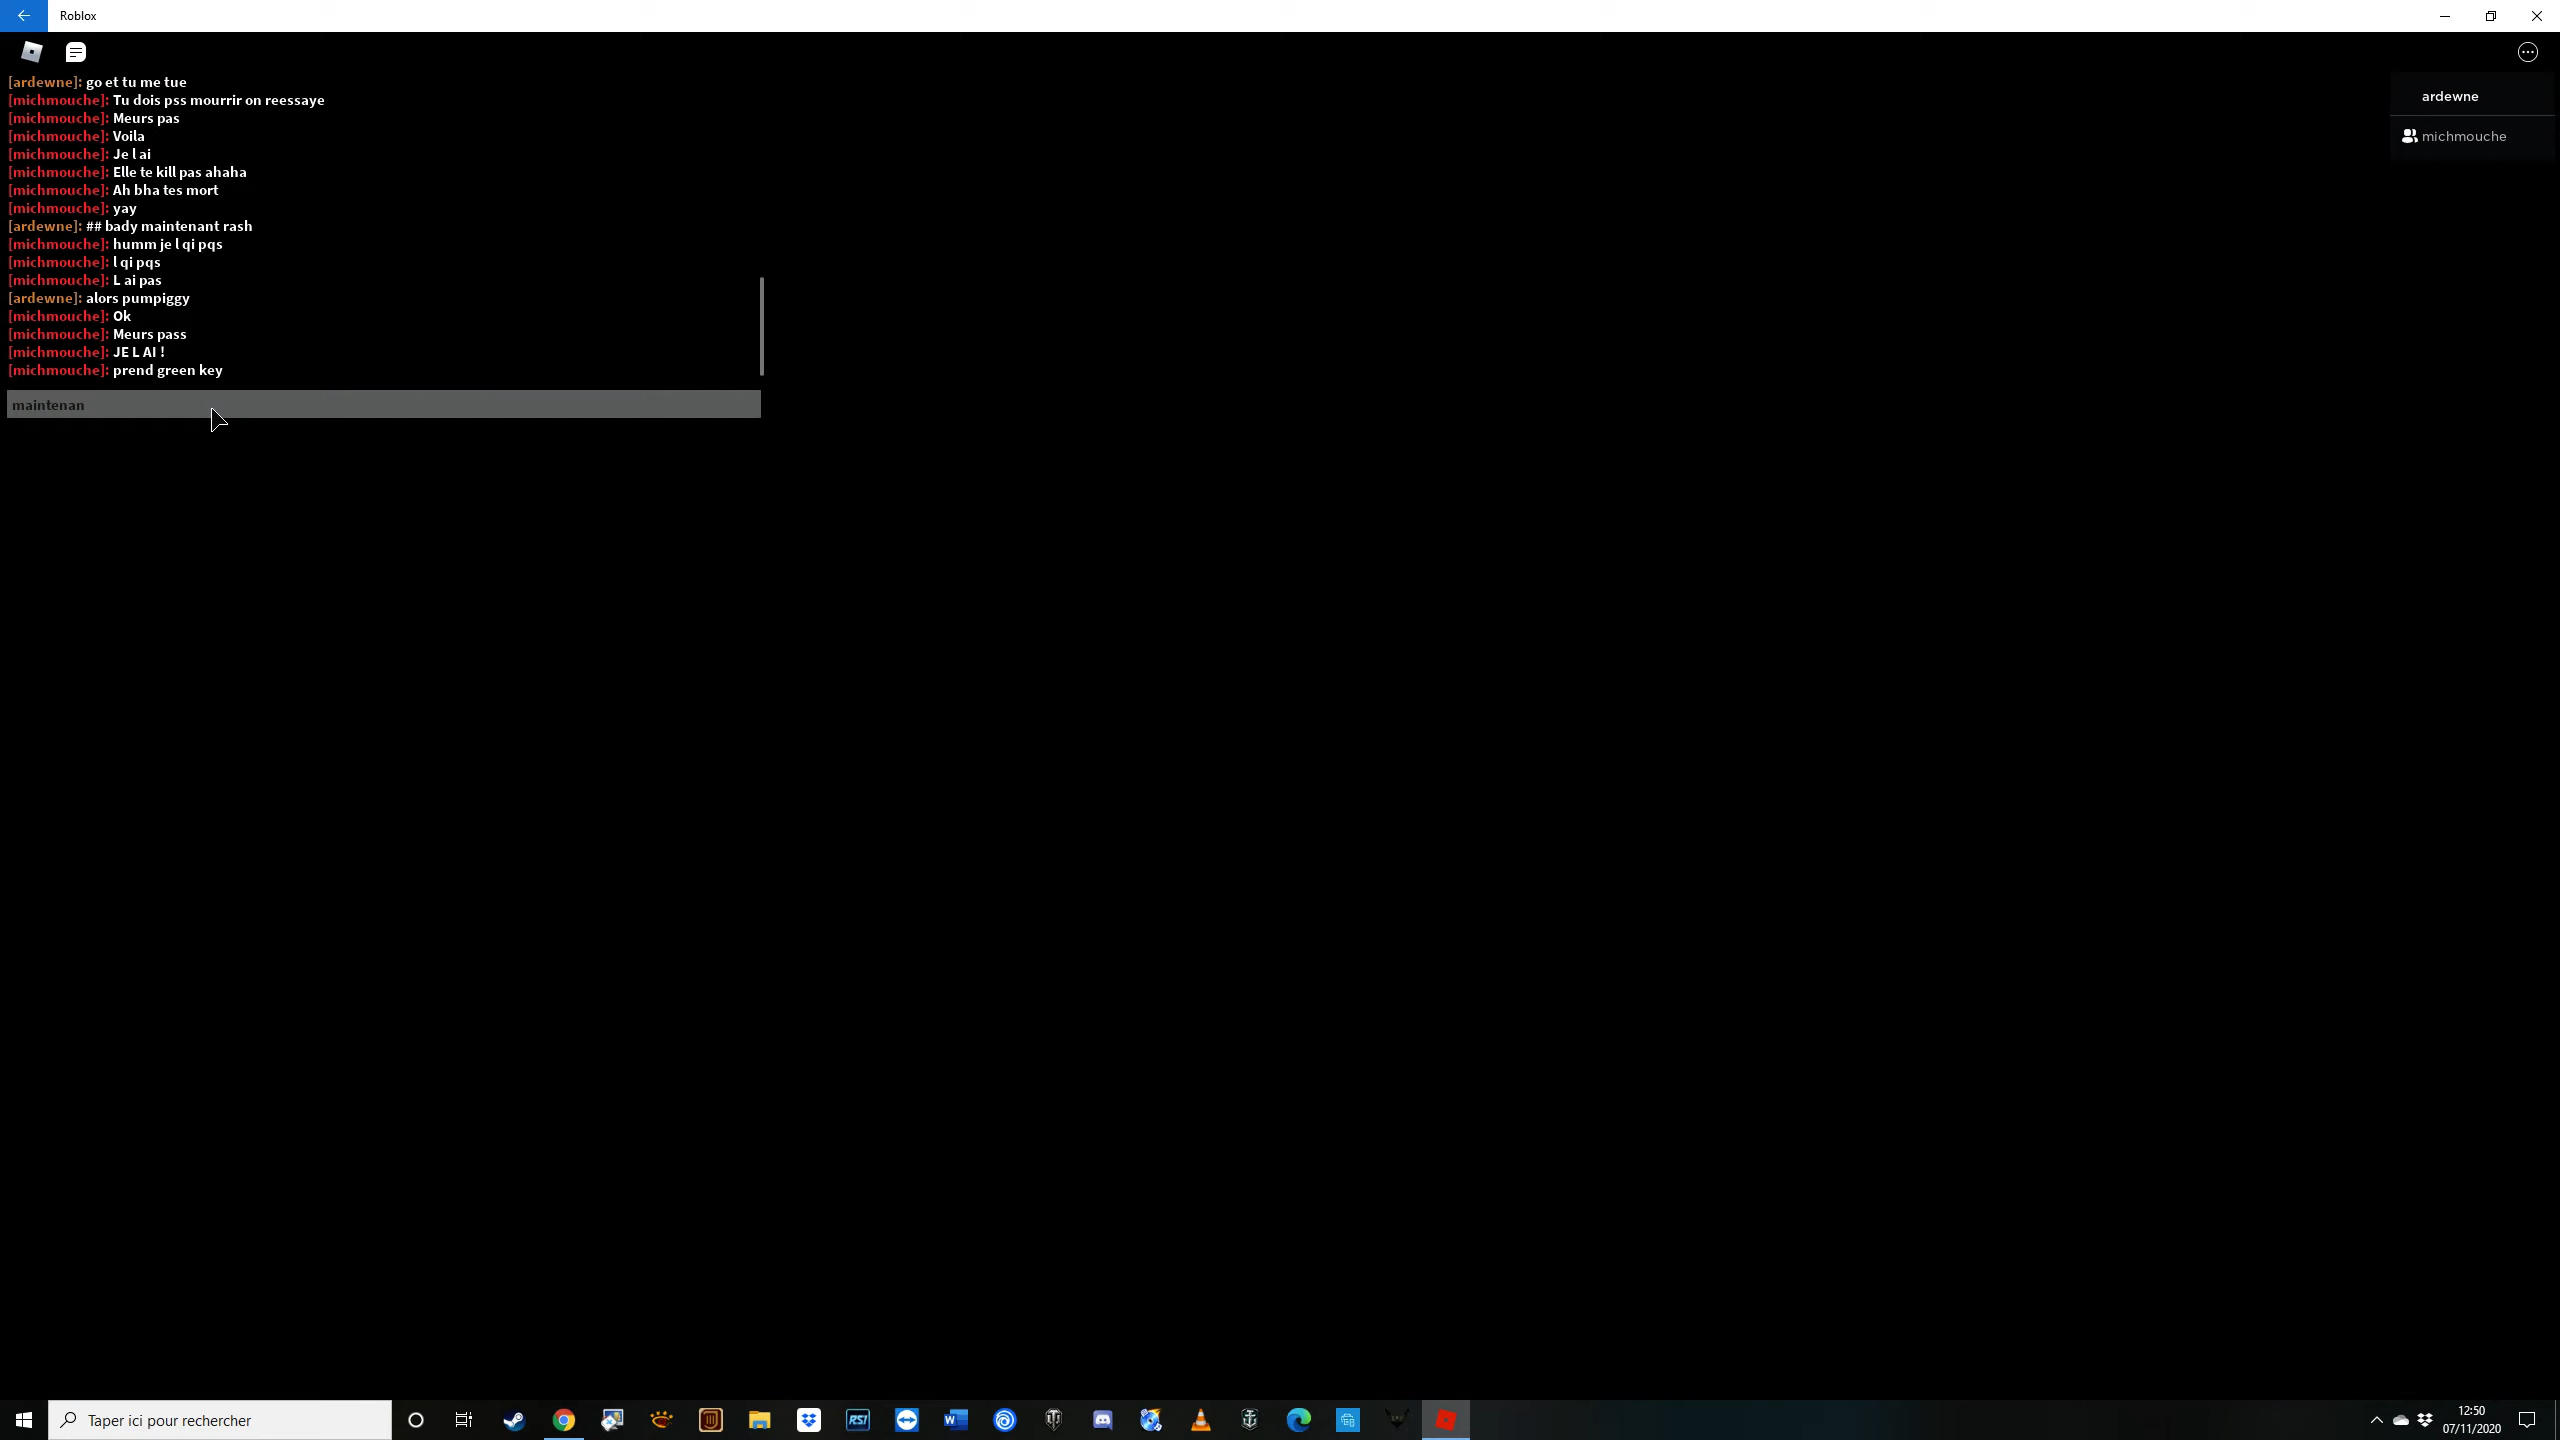 Roblox
[ardewne]: go et tu me tue
[michmouche]: Tu dois pss mourrir on reessaye
[michmouche]: Meurs pas
[michmouche]: Voila
[michmouche]: Je l ai
[michmouche]: Elle te kill pas ahaha
[michmouche]: Ah bha tes mort
[michmouche]: yay
[ardewne]: ## bady maintenant rash
[michmouche]: humm je l qi pqs
[michmouche]: l qi pqs
[michmouche]: L ai pas
[ardewne]: alors pumpiggy
[michmouche]: Ok
[michmouche]: Meurs pass
[michmouche]: JE L AI !
[michmouche]: prend green key
maintenan
ardewne
michmouche
Taper ici pour rechercher
RSI
W
12:50
07/11/2020